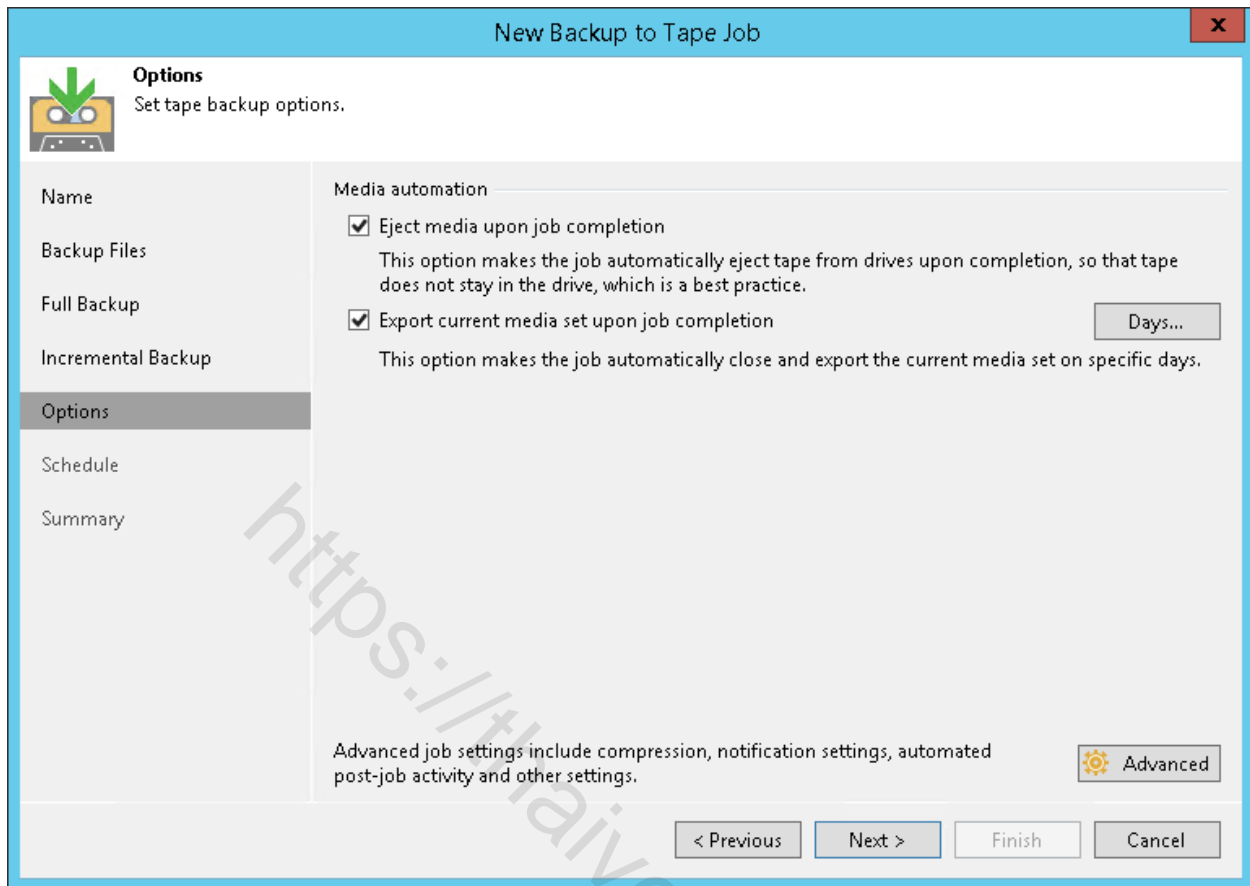 New Backup to Tape Job
X
Options
Set tape backup options.
Name
Backup Files
Full Backup
Incremental Backup
Options
Schedule
Summary
Media automation
Eject media upon job completion
This option makes the job automatically eject tape from drives upon completion, so that tape
does not stay in the drive, which is a best practice.
Export current media set upon job completion
Days...
This option makes the job automatically close and export the current media set on specific days.
Advanced job settings include compression, notification settings, automated
post-job activity and other settings.
Advanced
< Previous
Next >
Finish
Cancel